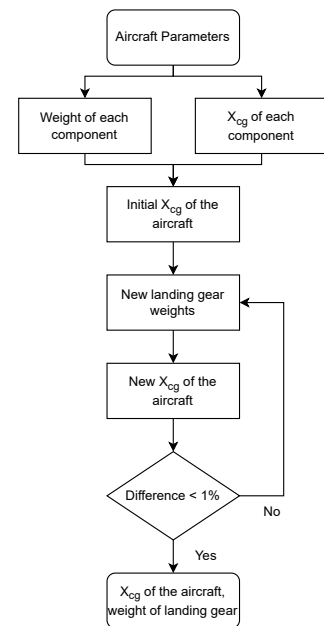 Aircraft Parameters
Weight of each
component
Xcg of each
component
Initial Xcg of the
aircraft
New landing gear
weights
New Xcg of the
aircraft
Difference < 1%
No
Yes
Xcg of the aircraft,
weight of landing gear